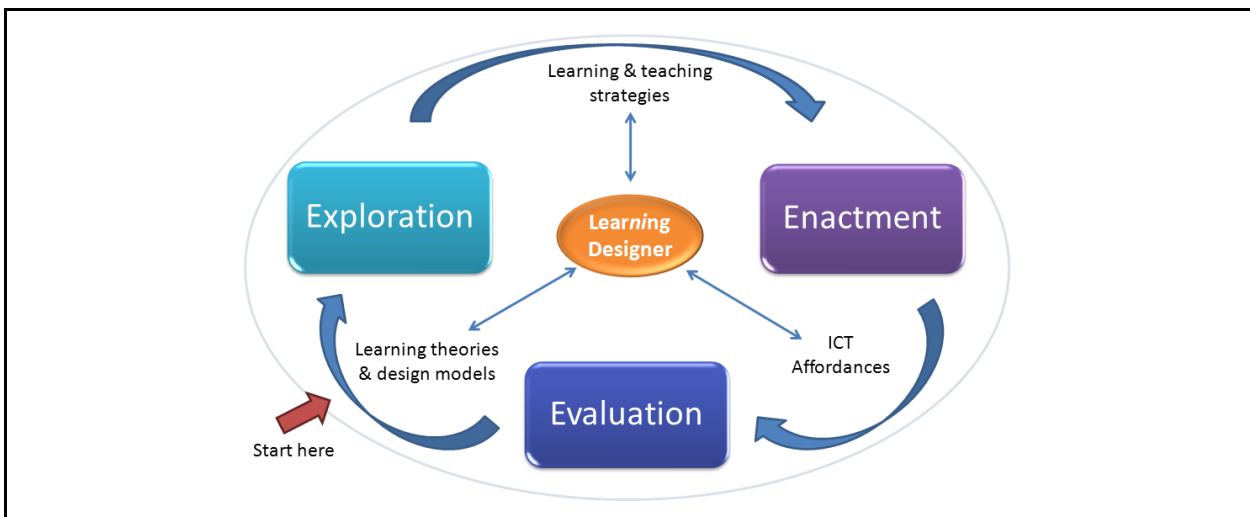 Learning & teaching
strategies
Exploration
Enactment
Learning
Designer
Learning theories
& design models
ICT
Affordances
Evaluation
Start here